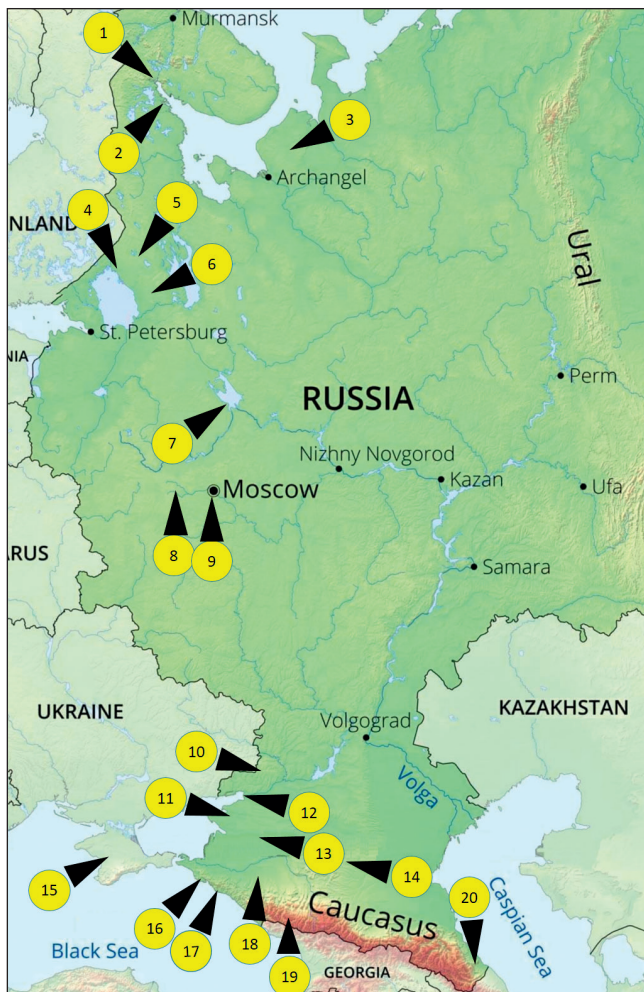 Murmansk
1
3
2
Archangel
4
5
NLAND
6
Ural
St. Petersburg
NIA
Perm
RUSSIA
7
Nizhny Novgorod
Kazan
Ufa
Moscow
8
9
ARUS
Samara
UKRAINE
KAZAKHSTAN
Volgograd
10
Volga
11
12
13
14
15
20
Caspian Sea
Caucasus
16
17
18
Black Sea
19
GEORGIA